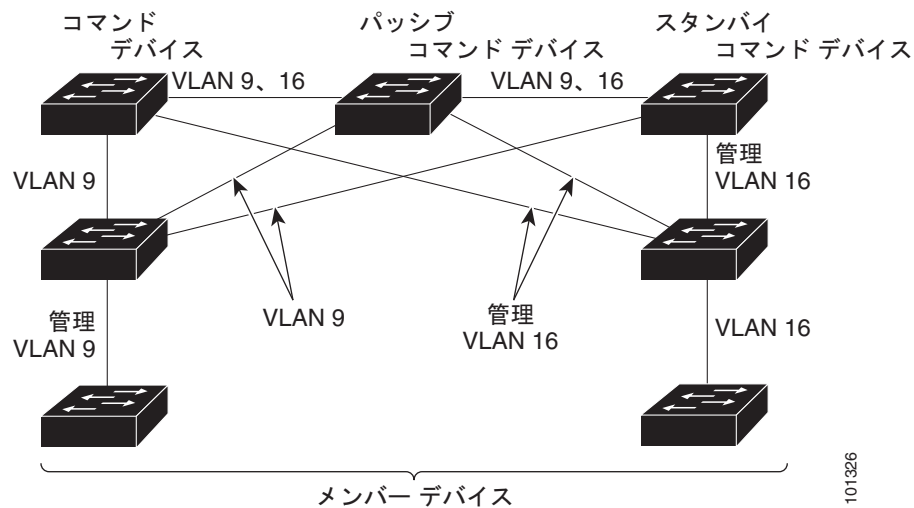 コマンド
デバイス
パッシブ
コマンド デバイス
スタンバイ
コマンド デバイス
VLAN 9、16
VLAN 9、16
VLAN 9
管理
VLAN 16
管理
VLAN 9
VLAN 9
管理
VLAN 16
VLAN 16
メンバー デバイス
101326